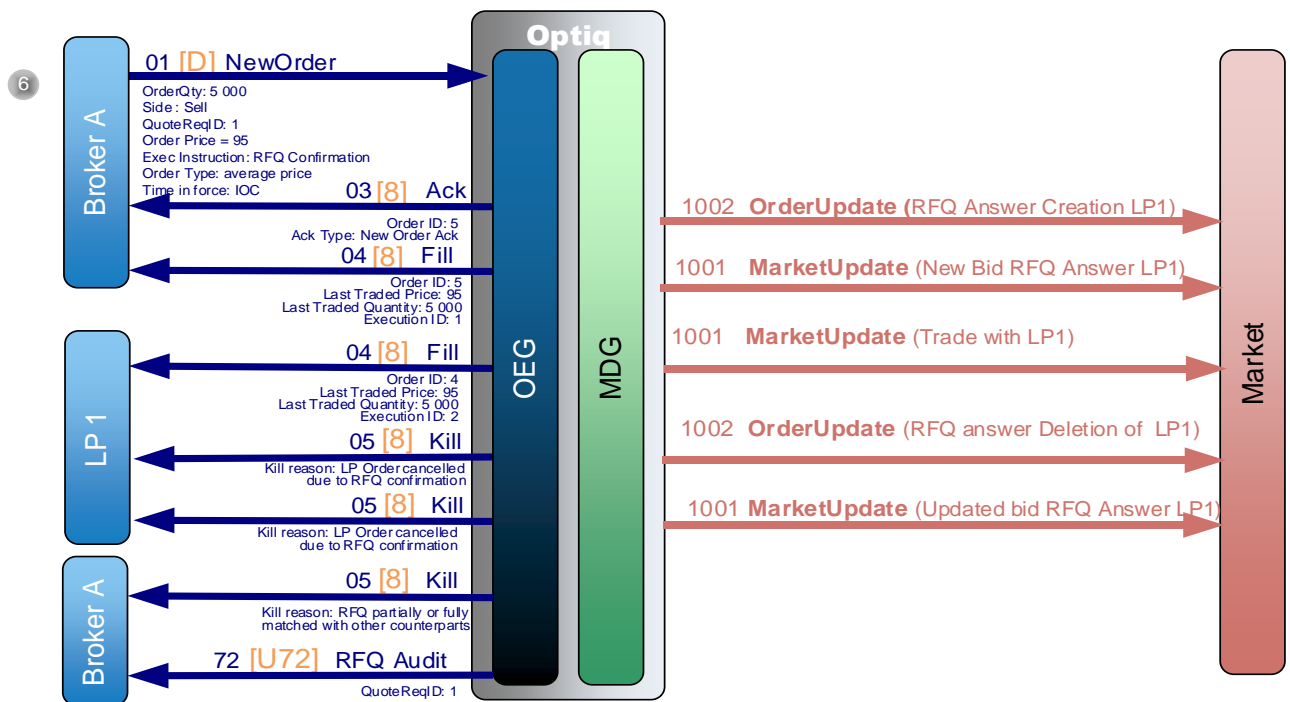 Optiq
6
Broker A
01 [D] NewOrder
OrderQty: 5 000
Side : Sell
QuoteReqID: 1
Order Price = 95
Exec Instruction: RFQ Confirmation
Order Type: average price
Time in force: IOC
03 [8] Ack
Order ID: 5
Ack Type: New Order Ack
04 [8] Fill
Order ID: 5
Last Traded Price: 95
Last Traded Quantity: 5 000
Execution ID: 1
LP 1
04 [8] Fill
Order ID: 4
Last Traded Price: 95
Last Traded Quantity: 5 000
Execution ID: 2
05 [8] Kill
Kill reason: LP Order cancelled
due to RFQ confirmation
05 [8] Kill
Kill reason: LP Order cancelled
due to RFQ confirmation
Broker A
05 [8] Kill
Kill reason: RFQ partially or fully
matched with other counterparts
72 [U72] RFQ Audit
QuoteReqID: 1
OEG
MDG
1002 OrderUpdate (RFQ Answer Creation LP1)
1001 MarketUpdate (New Bid RFQ Answer LP1)
1001 MarketUpdate (Trade with LP1)
1002 OrderUpdate (RFQ answer Deletion of LP1)
1001 MarketUpdate (Updated bid RFQ Answer LP1)
Market